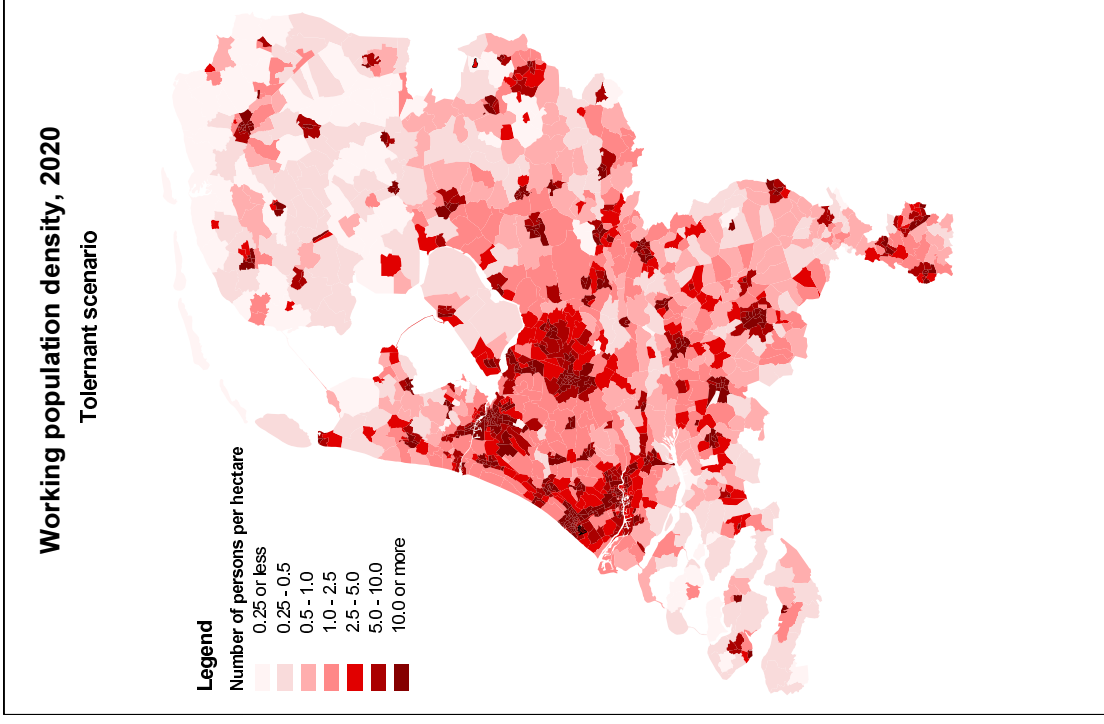 Working population density, 2020
Tolernant scenario
Legend
Number of persons per hectare
0.25 or less
0.25 - 0.5
0.5 - 1.0
1.0 - 2.5
2.5 - 5.0
5.0 - 10.0
10.0 or more